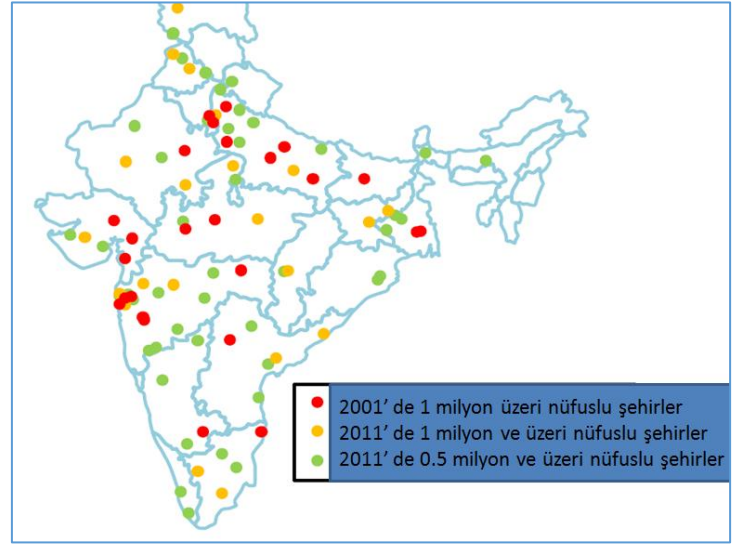 2001’ de 1 milyon üzeri nüfuslu şehirler
2011’ de 1 milyon ve üzeri nüfuslu şehirler
2011’ de 0.5 milyon ve üzeri nüfuslu şehirler